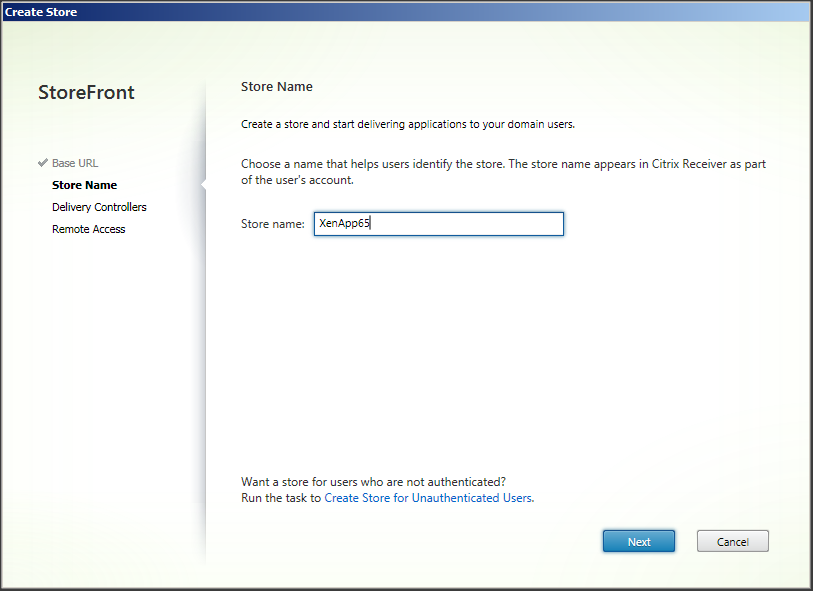 Create Store
StoreFront
Base URL
Store Name
Delivery Controllers
Remote Access
Store Name
Create a store and start delivering applications to your domain users.
Choose a name that helps users identify the store. The store name appears in Citrix Receiver as part
of the user's account.
Store name: XenApp65
Want a store for users who are not authenticated?
Run the task to Create Store for Unauthenticated Users.
Next Cancel